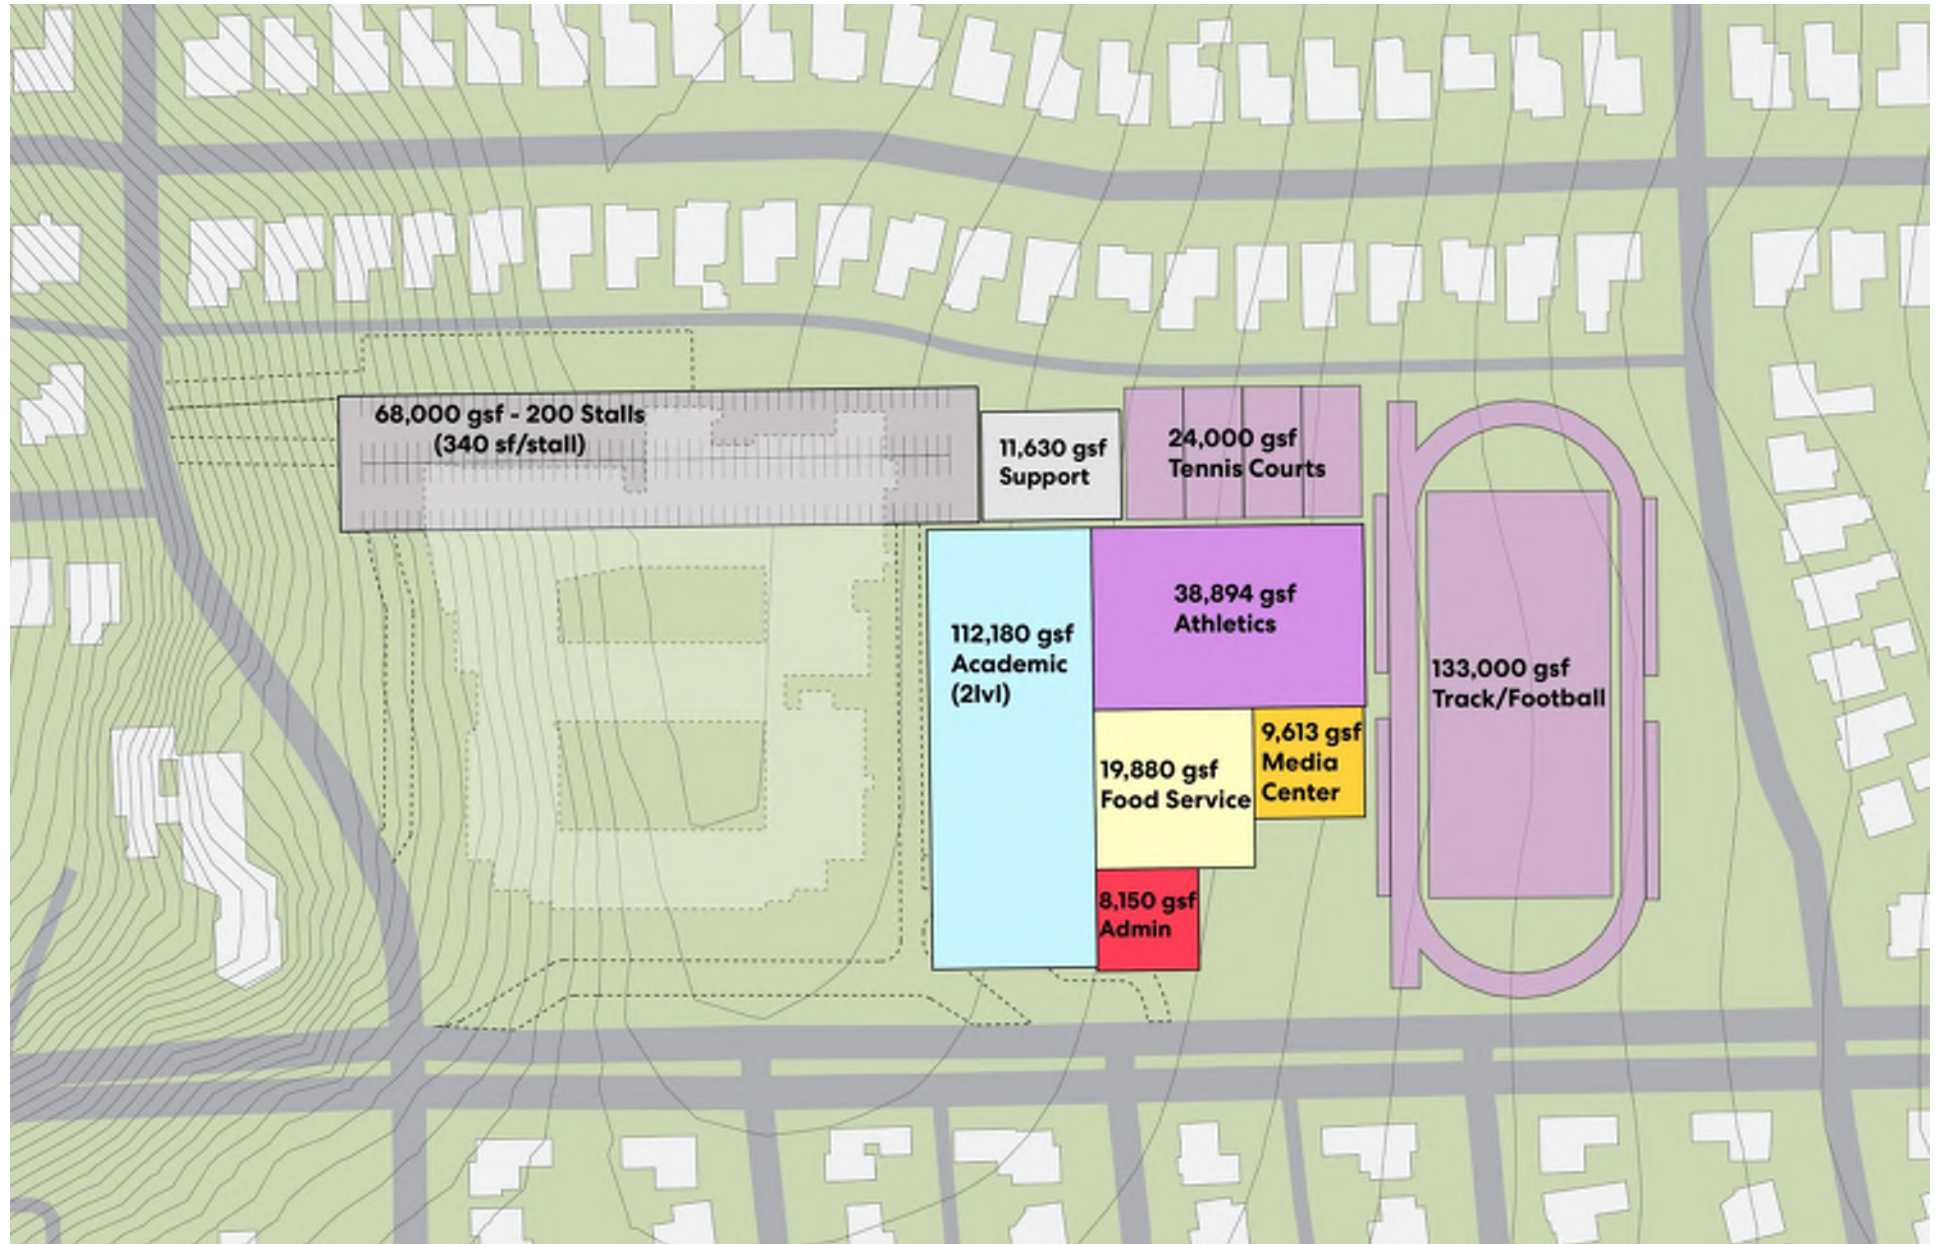 68,000 gsf - 200 Stalls
(340 sf/stall)
11,630 gsf
Support
24,000 gsf
Tennis Courts
112,180 gsf
Academic
(2lvl)
38,894 gsf
Athletics
133,000 gsf
Track/Football
19,880 gsf
Food Service
9,613 gsf
Media
Center
8,150 gsf
Admin